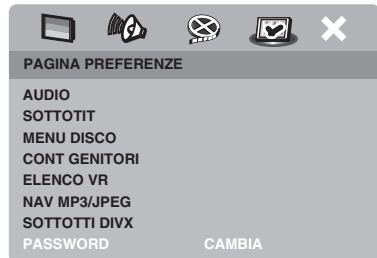 PAGINA PREFERENZE
AUDIO
SOTTOTIT
MENU DISCO
CONT GENITORI
ELENCO VR
NAV MP3/JPEG
SOTTOTTI DIVX
PASSWORD CAMBIA